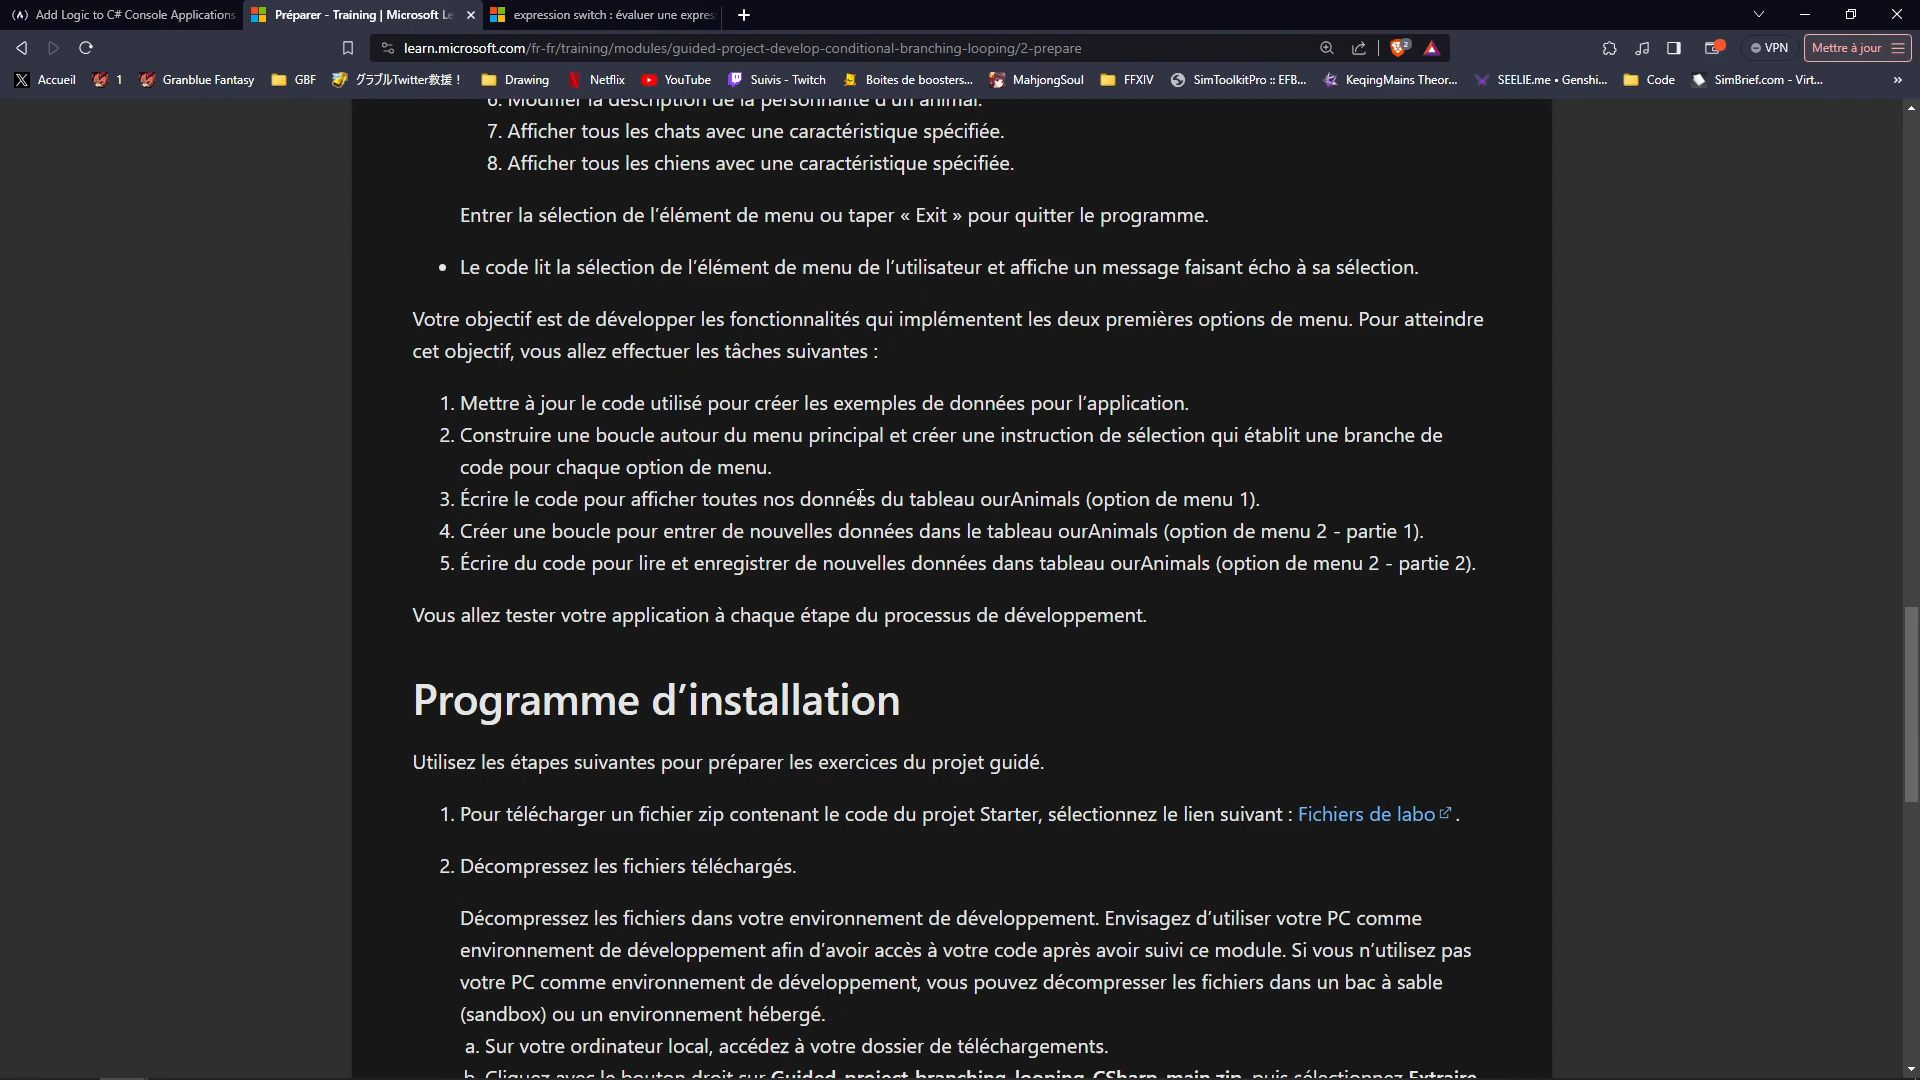 Add Logic to C# Console Applications
Préparer - Training | Microsoft Le
expression switch : évaluer une expres
learn.microsoft.com/fr-fr/training/modules/guided-project-develop-conditional-branching-looping/2-prepare
2
VPN
Mettre à jour
Accueil
1
Granblue Fantasy
GBF
グラブルTwitter救援！
Drawing
Netflix
YouTube
Suivis - Twitch
Boites de boosters...
MahjongSoul
FFXIV
SimToolkitPro :: EFB...
KeqingMains Theor...
SEELIE.me • Genshi...
Code
SimBrief.com - Virt...
»
6. Modifier la description de la personnalité d'un animal.
7. Afficher tous les chats avec une caractéristique spécifiée.
8. Afficher tous les chiens avec une caractéristique spécifiée.
Entrer la sélection de l'élément de menu ou taper « Exit » pour quitter le programme.
• Le code lit la sélection de l'élément de menu de l'utilisateur et affiche un message faisant écho à sa sélection.
Votre objectif est de développer les fonctionnalités qui implémentent les deux premières options de menu. Pour atteindre
cet objectif, vous allez effectuer les tâches suivantes :
1. Mettre à jour le code utilisé pour créer les exemples de données pour l'application.
2. Construire une boucle autour du menu principal et créer une instruction de sélection qui établit une branche de
code pour chaque option de menu.
3. Écrire le code pour afficher toutes nos données du tableau ourAnimals (option de menu 1).
4. Créer une boucle pour entrer de nouvelles données dans le tableau ourAnimals (option de menu 2 - partie 1).
5. Écrire du code pour lire et enregistrer de nouvelles données dans tableau ourAnimals (option de menu 2 - partie 2).
Vous allez tester votre application à chaque étape du processus de développement.
Programme d'installation
Utilisez les étapes suivantes pour préparer les exercices du projet guidé.
1. Pour télécharger un fichier zip contenant le code du projet Starter, sélectionnez le lien suivant : Fichiers de labo.
2. Décompressez les fichiers téléchargés.
Décompressez les fichiers dans votre environnement de développement. Envisagez d'utiliser votre PC comme
environnement de développement afin d'avoir accès à votre code après avoir suivi ce module. Si vous n'utilisez pas
votre PC comme environnement de développement, vous pouvez décompresser les fichiers dans un bac à sable
(sandbox) ou un environnement hébergé.
a. Sur votre ordinateur local, accédez à votre dossier de téléchargements.
b. Cliquez avec le bouton droit sur Guided-project-branching-looping-CSharp-main.zip, puis sélectionnez Extraire